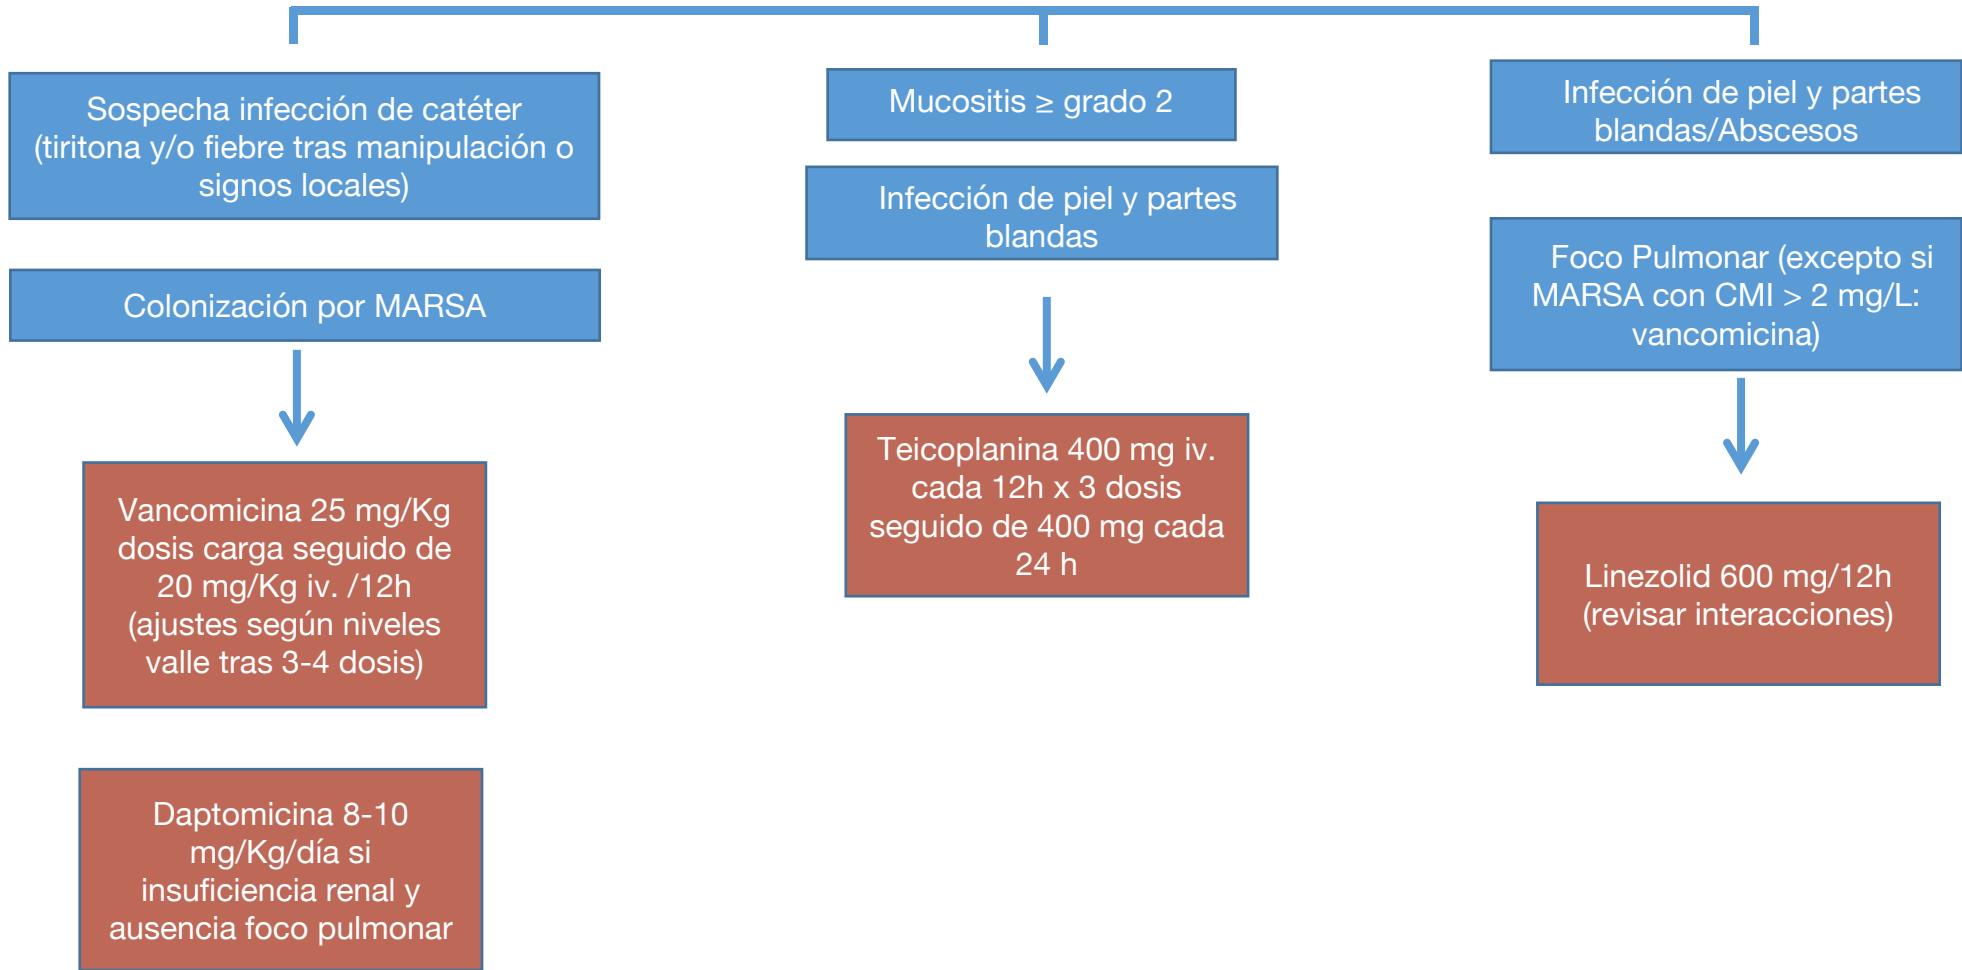 Sospecha infección de catéter
(tiritona y/o fiebre tras manipulación o
signos locales)
Colonización por MARSA
Vancomicina 25 mg/Kg
dosis carga seguido de
20 mg/Kg iv. /12h
(ajustes según niveles
valle tras 3-4 dosis)
Daptomicina 8-10
mg/Kg/día si
insuficiencia renal y
ausencia foco pulmonar
Mucositis ≥ grado 2
Infección de piel y partes
blandas
Teicoplanina 400 mg iv.
cada 12h x 3 dosis
seguido de 400 mg cada
24 h
Infección de piel y partes
blandas/Abscesos
Foco Pulmonar (excepto si
MARSA con CMI > 2 mg/L:
vancomicina)
Linezolid 600 mg/12h
(revisar interacciones)